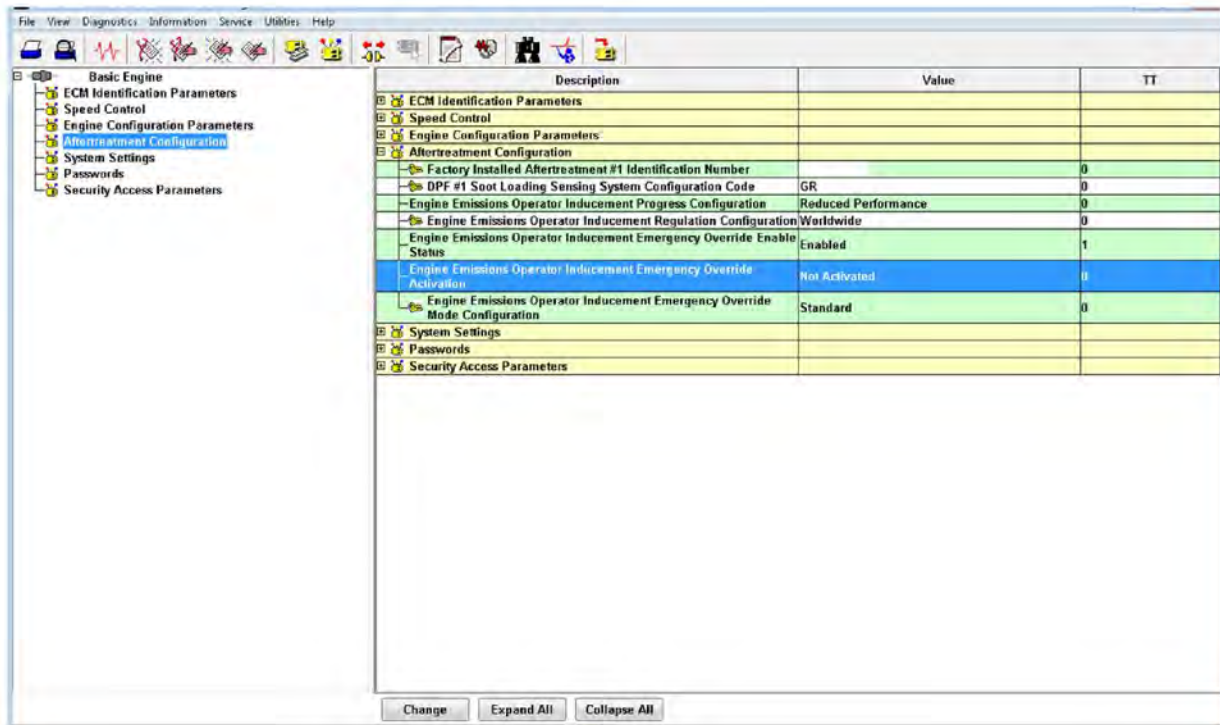 File View Diagnostics Information Service Utilities Help
Basic Engine
ECM Identification Parameters
Speed Control
Engine Configuration Parameters
Aftertreatment Configuration
System Settings
Passwords
Security Access Parameters
Description Value TT
ECM Identification Parameters
Speed Control
Engine Configuration Parameters
Aftertreatment Configuration
Factory Installed Aftertreatment #1 Identification Number 0
DPF #1 Soot Loading Sensing System Configuration Code GR 0
Engine Emissions Operator Inducement Progress Configuration Reduced Performance 0
Engine Emissions Operator Inducement Regulation Configuration Worldwide 0
Engine Emissions Operator Inducement Emergency Override Enable
Status Enabled 1
Engine Emissions Operator Inducement Emergency Override
Activation Not Activated 0
Engine Emissions Operator Inducement Emergency Override
Mode Configuration Standard 0
System Settings
Passwords
Security Access Parameters
Change Expand All Collapse All